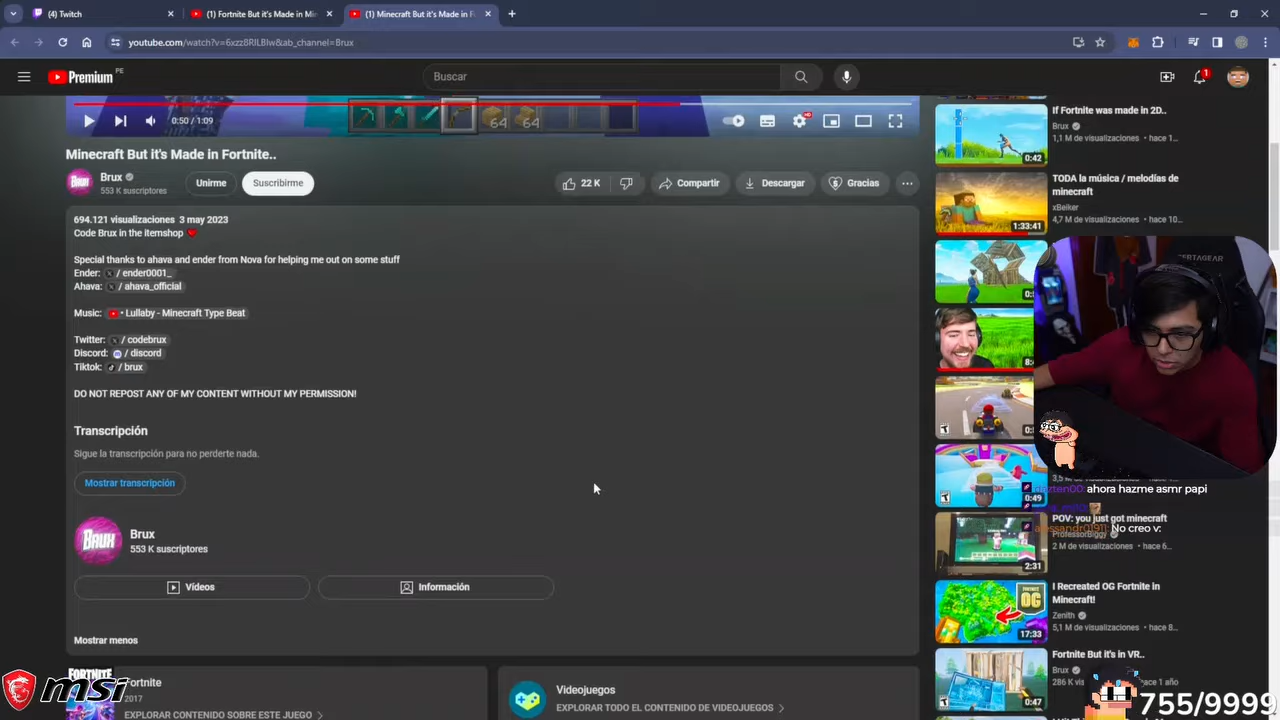 (4) Twitch
(1) Fortnite But it's Made in Min
(1) Minecraft But it's Made in F
youtube.com/watch?v=6xzz8RlLBlw&ab_channel=Brux
Premium PE
Buscar
1
64 64
0:50 / 1:09
Minecraft But it's Made in Fortnite..
Brux
553 K suscriptores
Unirme
Suscribirme
22 K
Compartir
Descargar
Gracias
694.121 visualizaciones 3 may 2023
Code Brux in the itemshop
Special thanks to ahava and ender from Nova for helping me out on some stuff
Ender: / ender0001_
Ahava: / ahava_official
Music: • Lullaby - Minecraft Type Beat
Twitter: / codebrux
Discord: / discord
Tiktok: / brux
DO NOT REPOST ANY OF MY CONTENT WITHOUT MY PERMISSION!
Transcripción
Sigue la transcripción para no perderte nada.
Mostrar transcripción
BRUX
Brux
553 K suscriptores
Vídeos
Información
Mostrar menos
FORTNITE
Fortnite
2017
EXPLORAR CONTENIDO SOBRE ESTE JUEGO
Videojuegos
EXPLORAR TODO EL CONTENIDO DE VIDEOJUEGOS
msi
If Fortnite was made in 2D..
Brux
1,1 M de visualizaciones • hace 1...
0:42
TODA la música / melodías de
minecraft
xBeiker
4,7 M de visualizaciones • hace 10...
1:33:41
CERTAGEAR
0:49
ahora hazme asmr papi
No creo v:
POV: you just got minecraft
ProfessorBiggy
2 M de visualizaciones • hace 6...
2:31
I Recreated OG Fortnite in
Minecraft!
Zenith
5,1 M de visualizaciones • hace 8...
OG
17:33
Fortnite But it's in VR..
Brux
286 K vis
hace 1 año
0:47
755/9999